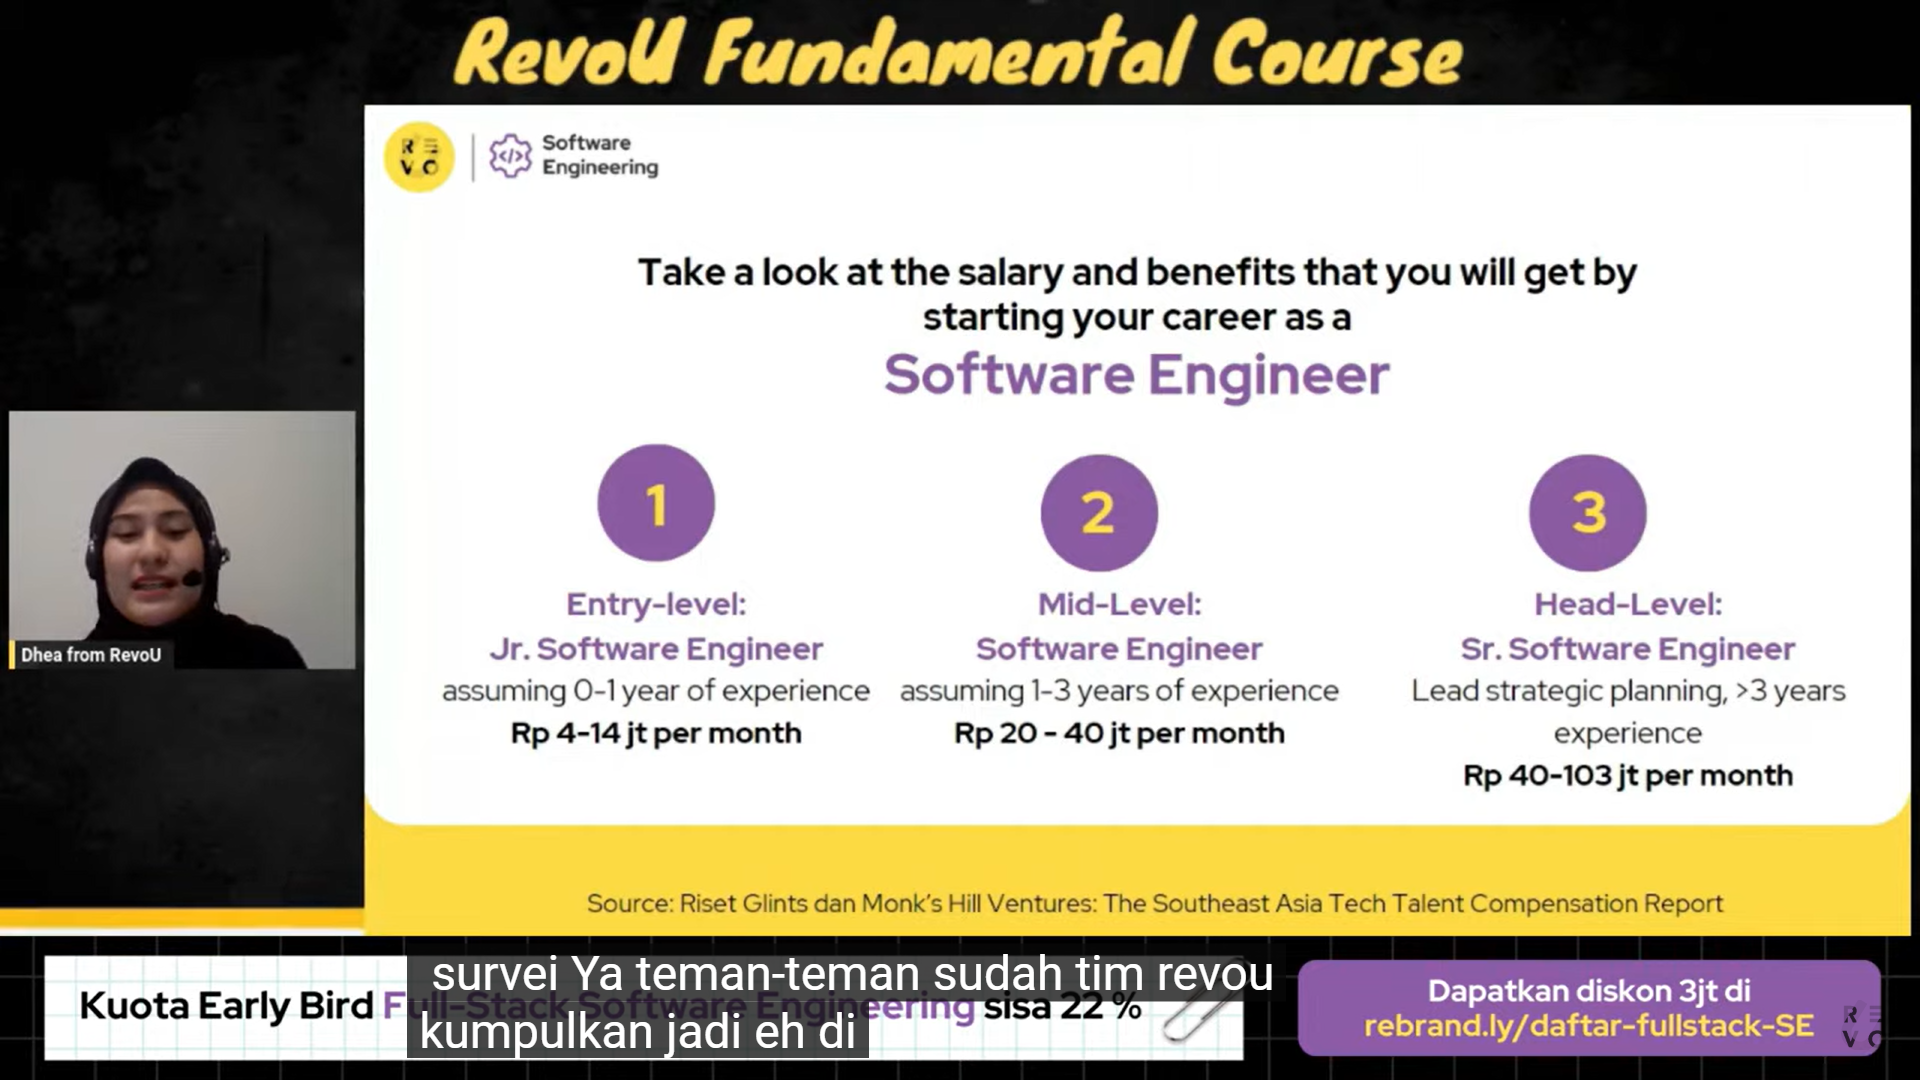 RevoU Fundamental Course
REVO
Software
Engineering
Take a look at the salary and benefits that you will get by
starting your career as a
Software Engineer
1
Entry-level:
Jr. Software Engineer
assuming 0-1 year of experience
Rp 4-14 jt per month
2
Mid-Level:
Software Engineer
assuming 1-3 years of experience
Rp 20 - 40 jt per month
3
Head-Level:
Sr. Software Engineer
Lead strategic planning, >3 years
experience
Rp 40-103 jt per month
Dhea from RevoU
Source: Riset Glints dan Monk's Hill Ventures: The Southeast Asia Tech Talent Compensation Report
survei Ya teman-teman sudah tim revou
kumpulkan jadi eh di
Kuota Early Bird Full-Stack Software Engineering sisa 22 %
Dapatkan diskon 3jt di
rebrand.ly/daftar-fullstack-SE
REVO